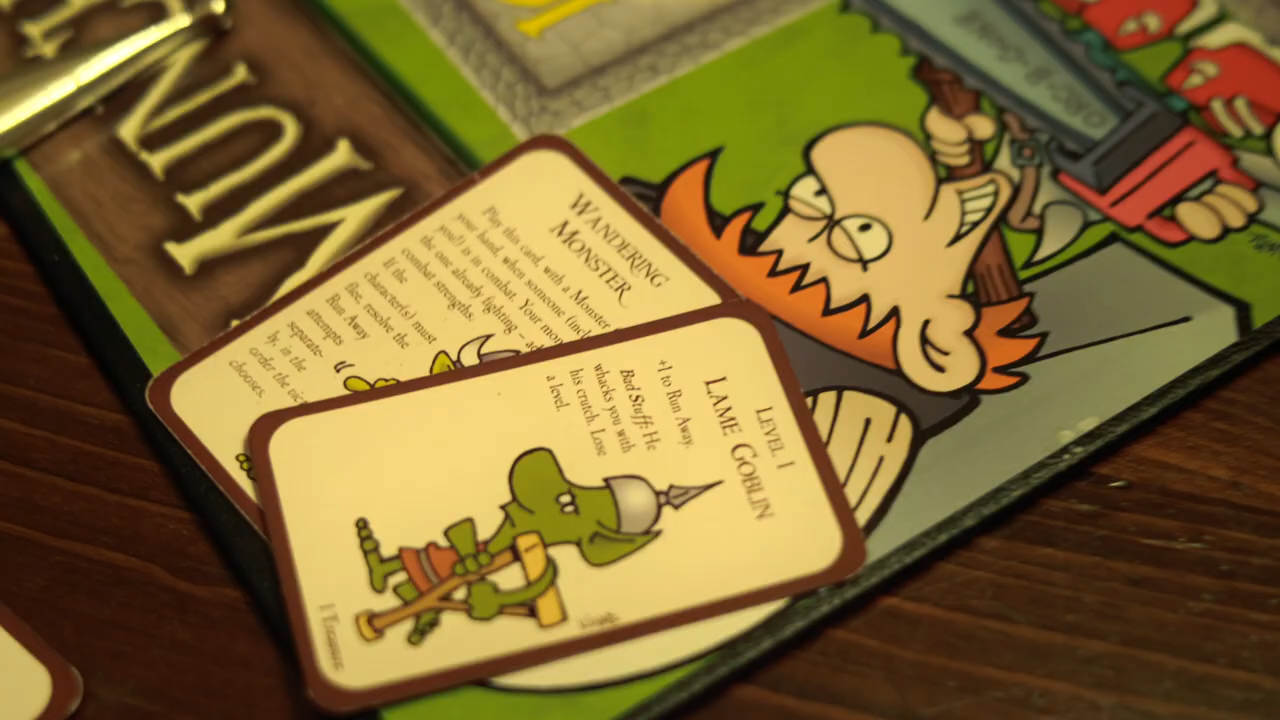 MUN
WANDERING
MONSTER
Play this card, with a Monster
your hand, when someone (incl
you!) is in combat. Your mon
the one already fighting – ad
combat strengths.
If the
character(s) must
flee, resolve the
Run Away
attempts
separate-
ly, in the
order the vic
chooses.
LEVEL 1
LAME GOBLIN
+1 to Run Away.
Bad Stuff: He
whacks you with
his crutch. Lose
a level.
1 Treasure